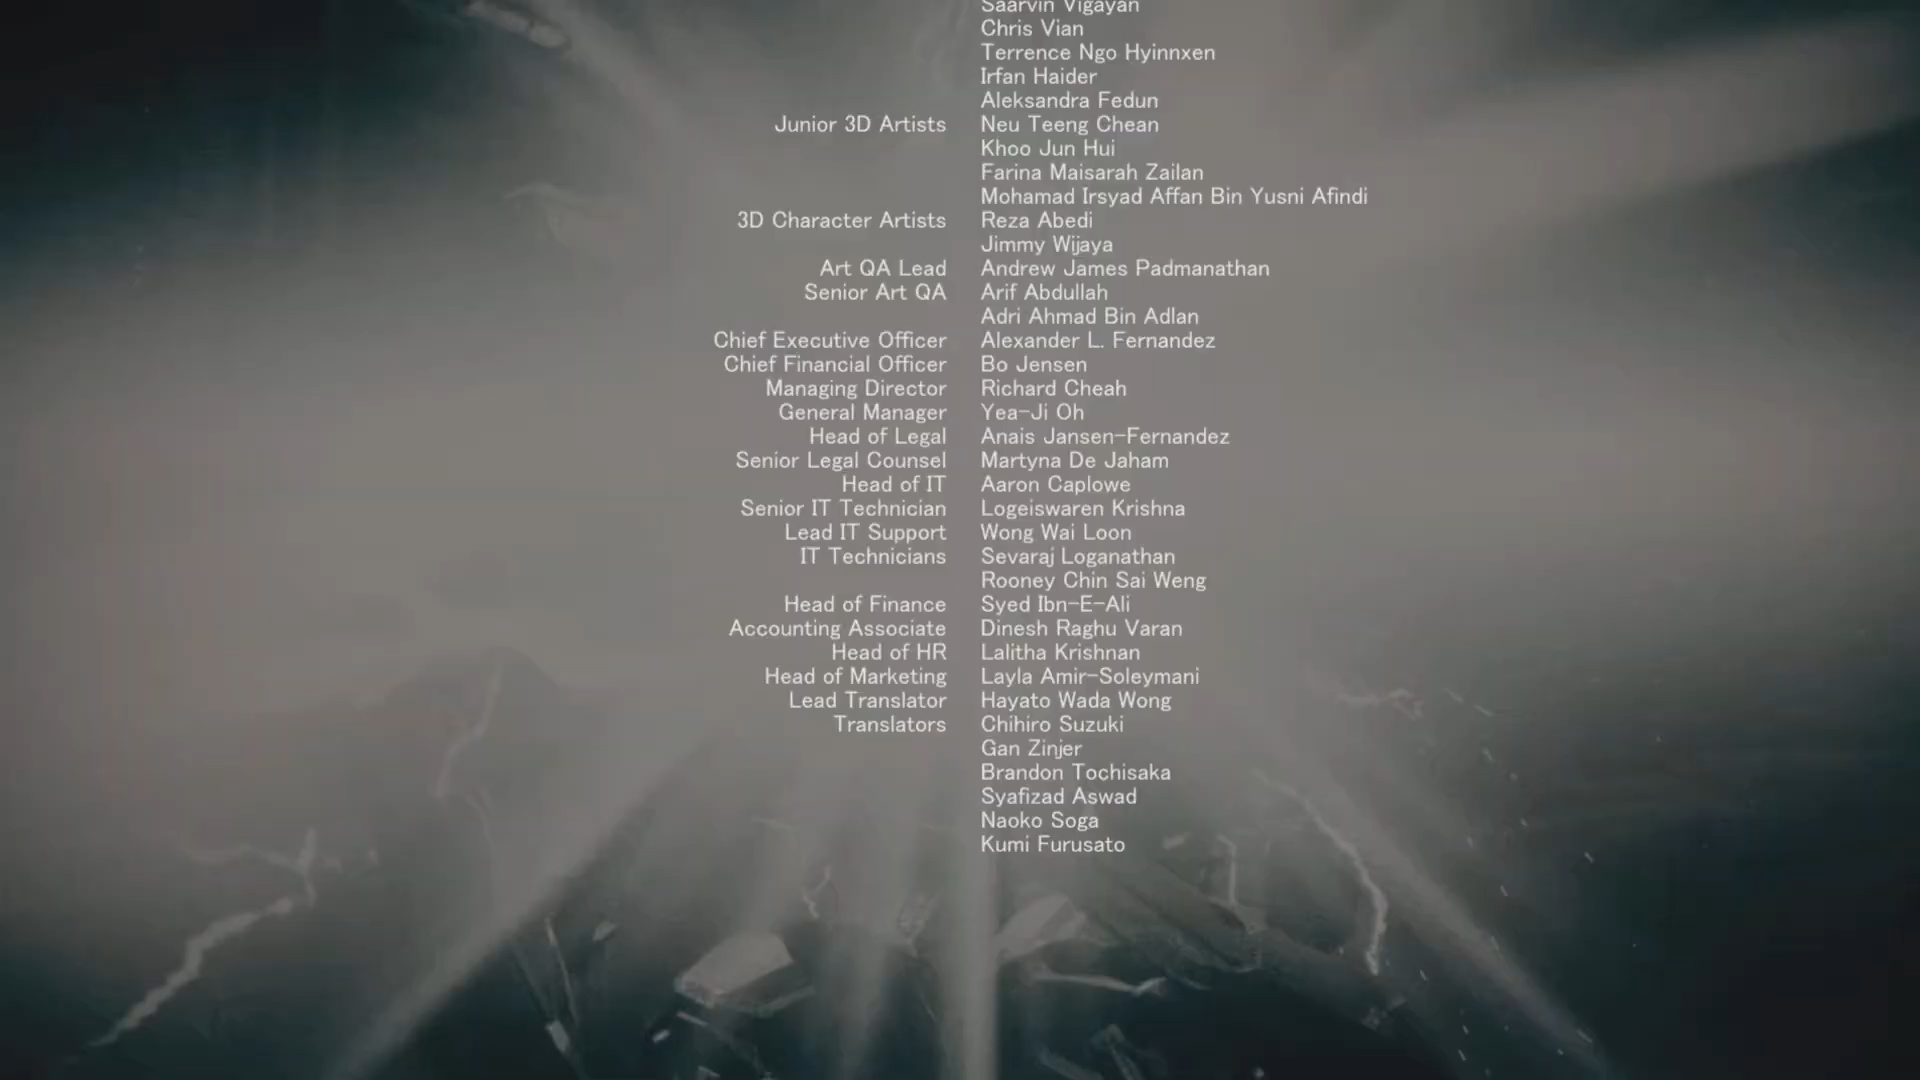 Saarvin Vigayan
Chris Vian
Terrence Ngo Hyinnxen
Irfan Haider
Aleksandra Fedun
Junior 3D Artists Neu Teeng Chean
Khoo Jun Hui
Farina Maisarah Zailan
Mohamad Irsyad Affan Bin Yusni Afindi
3D Character Artists Reza Abedi
Jimmy Wijaya
Art QA Lead Andrew James Padmanathan
Senior Art QA Arif Abdullah
Adri Ahmad Bin Adlan
Chief Executive Officer Alexander L. Fernandez
Chief Financial Officer Bo Jensen
Managing Director Richard Cheah
General Manager Yea-Ji Oh
Head of Legal Anais Jansen-Fernandez
Senior Legal Counsel Martyna De Jaham
Head of IT Aaron Caplowe
Senior IT Technician Logeiswaren Krishna
Lead IT Support Wong Wai Loon
IT Technicians Sevaraj Loganathan
Rooney Chin Sai Weng
Head of Finance Syed Ibn-E-Ali
Accounting Associate Dinesh Raghu Varan
Head of HR Lalitha Krishnan
Head of Marketing Layla Amir-Soleymani
Lead Translator Hayato Wada Wong
Translators Chihiro Suzuki
Gan Zinjer
Brandon Tochisaka
Syafizad Aswad
Naoko Soga
Kumi Furusato